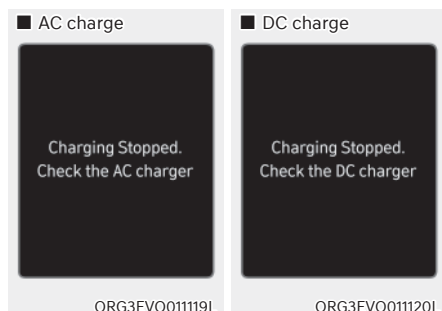 ■ AC charge
Charging Stopped.
Check the AC charger
ORG3EVQ011119L
■ DC charge
Charging Stopped.
Check the DC charger
ORG3EVQ011120L